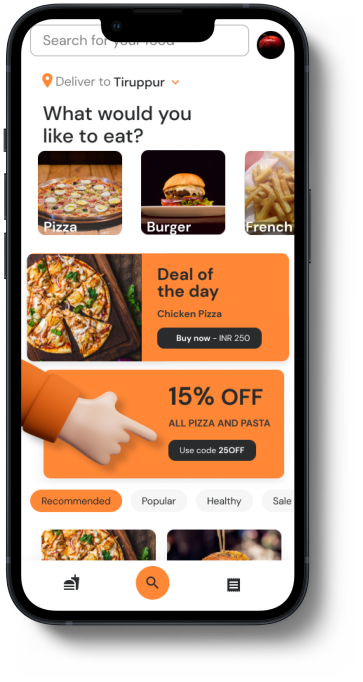 Search for your food
Deliver to Tiruppur
What would you
like to eat?
Pizza
Burger
French
Deal of
the day
Chicken Pizza
Buy now - INR 250
15% OFF
ALL PIZZA AND PASTA
Use code 25OFF
Recommended
Popular
Healthy
Sale